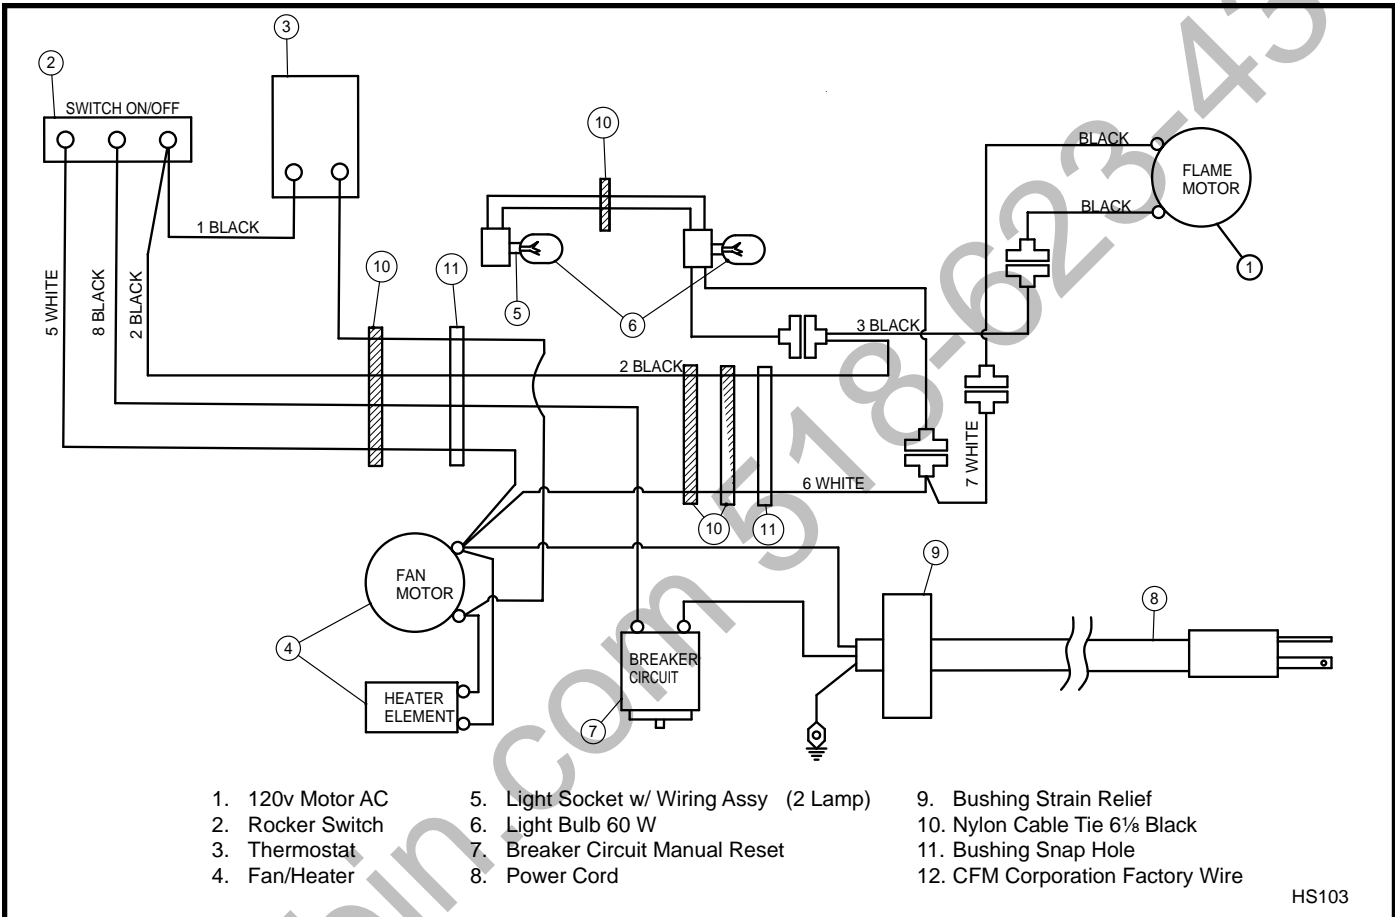 3
2
SWITCH ON/OFF
10
BLACK
FLAME
MOTOR
BLACK
1 BLACK
10
11
1
5 WHITE
8 BLACK
2 BLACK
5
6
3 BLACK
2 BLACK
7 WHITE
6 WHITE
10
11
9
FAN
MOTOR
8
4
BREAKER
CIRCUIT
HEATER
ELEMENT
7
1. 120v Motor AC
2. Rocker Switch
3. Thermostat
4. Fan/Heater
5. Light Socket w/ Wiring Assy (2 Lamp)
6. Light Bulb 60 W
7. Breaker Circuit Manual Reset
8. Power Cord
9. Bushing Strain Relief
10. Nylon Cable Tie 6⅛ Black
11. Bushing Snap Hole
12. CFM Corporation Factory Wire
HS103
bin.com 518-623-43